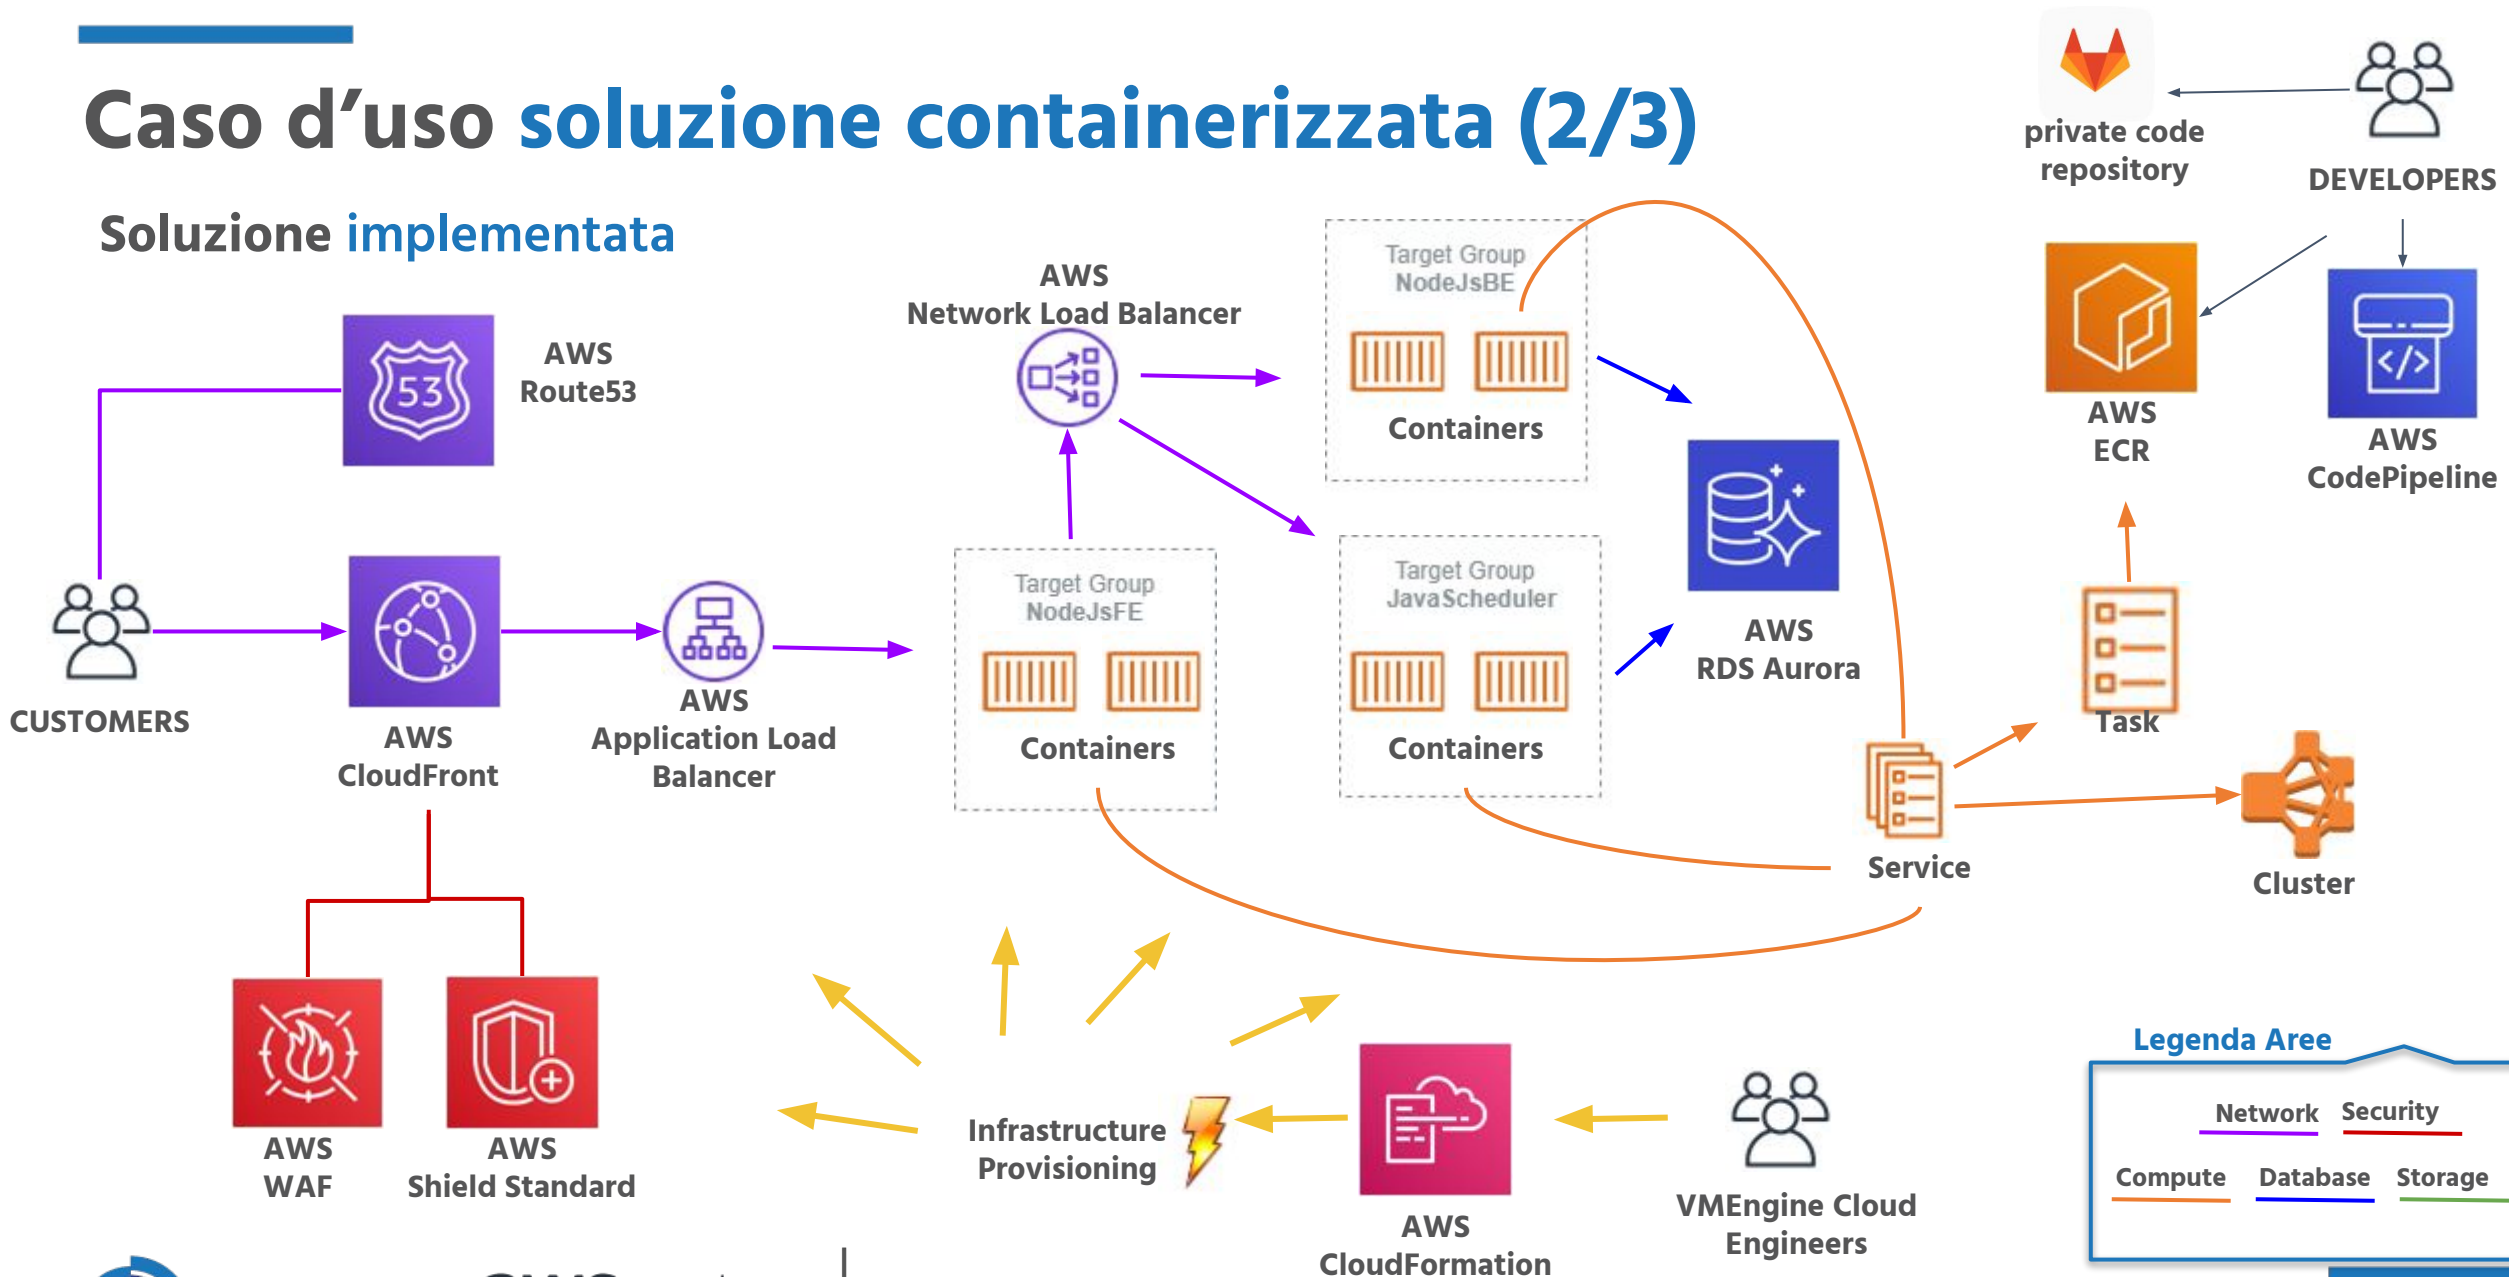 Caso d'uso soluzione containerizzata (2/3)
Soluzione implementata
private code
repository
DEVELOPERS
AWS
ECR
AWS
CodePipeline
53
AWS
Route53
AWS
Network Load Balancer
Target Group
NodeJsBE
Containers
CUSTOMERS
AWS
CloudFront
AWS
Application Load
Balancer
Target Group
NodeJsFE
Containers
Target Group
JavaScheduler
Containers
AWS
RDS Aurora
Task
Service
Cluster
AWS
WAF
AWS
Shield Standard
Infrastructure
Provisioning
AWS
CloudFormation
VMEngine Cloud
Engineers
Legenda Aree
Network Security
Compute Database Storage